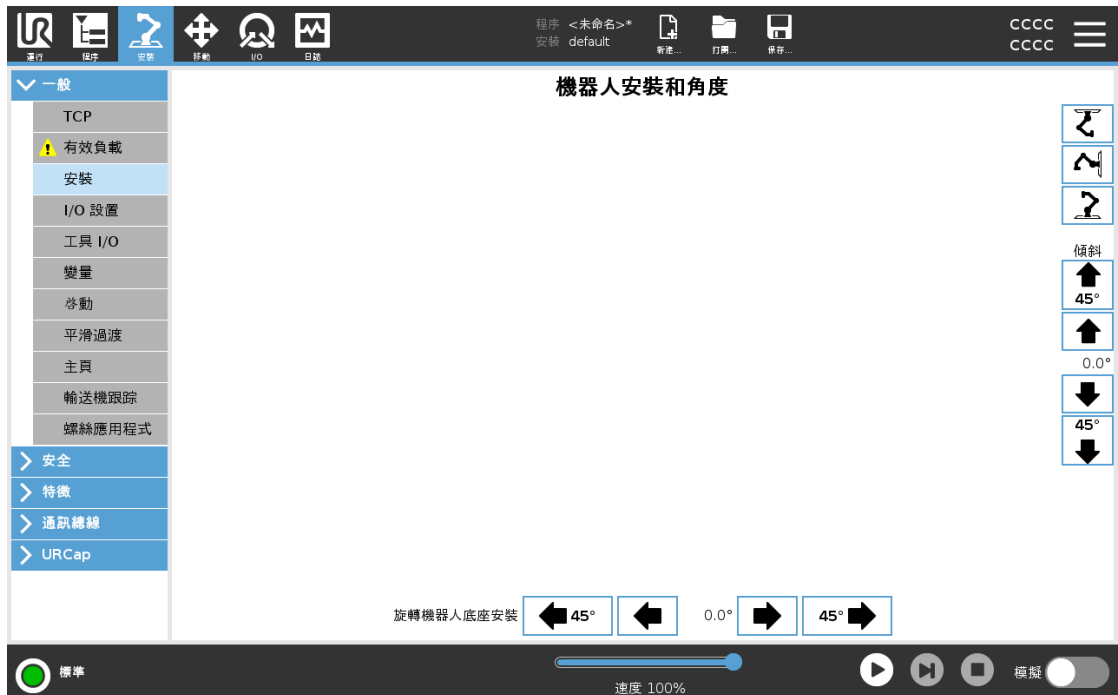 程序 <未命名>*
安裝 default
運行
程序
安裝
移動
I/O
日誌
新建...
打開...
保存...
CCCC
CCCC
一般
TCP
有效負載
安裝
I/O 設置
工具 I/O
變量
啓動
平滑過渡
主頁
輸送機跟踪
螺絲應用程式
安全
特徵
通訊總線
URCap
機器人安裝和角度
傾斜
45°
0.0°
45°
旋轉機器人底座安裝
45°
0.0°
45°
標準
速度 100%
模擬